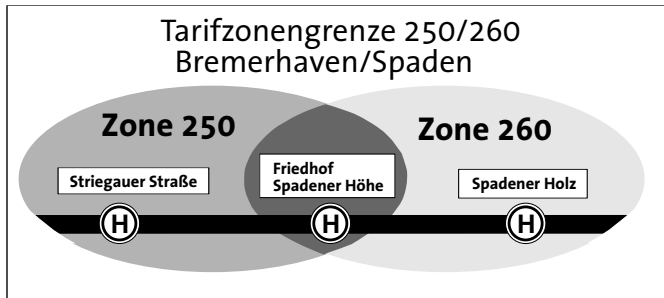 Tarifzonengrenze 250/260
Bremerhaven/Spaden
Zone 250
Zone 260
Striegauer Straße
Friedhof
Spadener Höhe
Spadener Holz
H
H
H